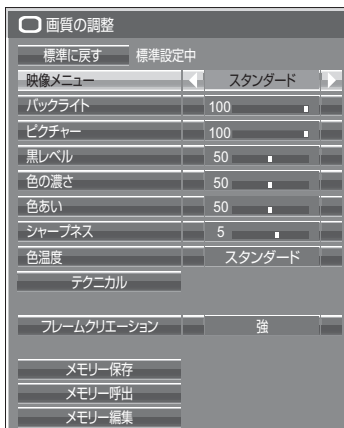 画質の調整
標準に戻す 標準設定中
映像メニュー スタンダード
バックライト 100
ピクチャー 100
黒レベル 50
色の濃さ 50
色あい 50
シャープネス 5
色温度 スタンダード
テクニカル
フレームクリエーション 強
メモリー保存
メモリー呼出
メモリー編集